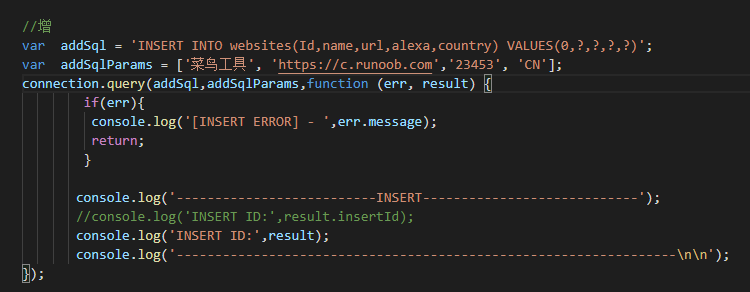 //增
var  addSql = 'INSERT INTO websites(Id,name,url,alexa,country) VALUES(0,?,?,?,?)';
var  addSqlParams = ['菜鸟工具', 'https://c.runoob.com','23453', 'CN'];
connection.query(addSql,addSqlParams,function (err, result) {
        if(err){
         console.log('[INSERT ERROR] - ',err.message);
         return;
        }

       console.log('--------------------------INSERT----------------------------');
       //console.log('INSERT ID:',result.insertId);
       console.log('INSERT ID:',result);
       console.log('-----------------------------------------------------------------\n\n');
});